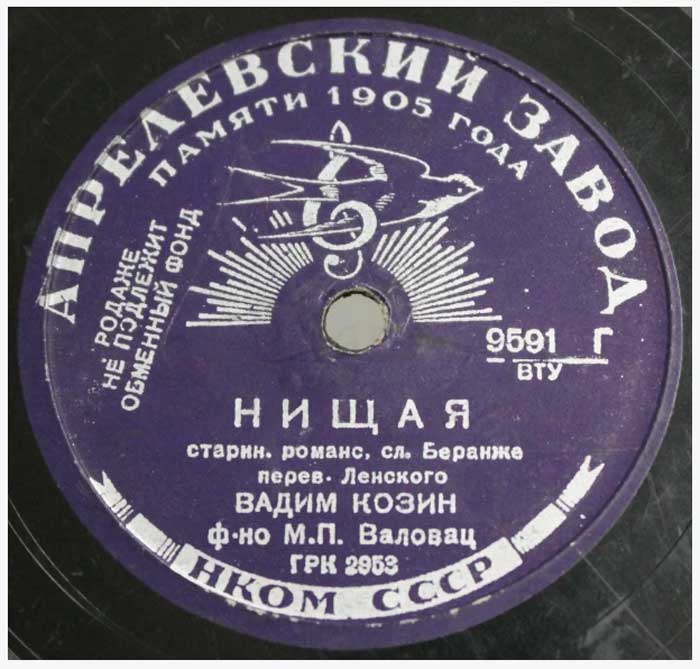 АПРЕЛЕВСКИЙ ЗАВОД
ПАМЯТИ 1905 ГОДА
РОДАЖЕ
НЕ ПОДЛЕЖИТ
ОБМЕННЫЙ ФОНД
9591 Г
ВТУ
НИЩАЯ
старин. романс, сл. Беранже
перев. Ленского
ВАДИМ КОЗИН
ф-но М.П. Валовац
ГРК 2953
НКОМ СССР